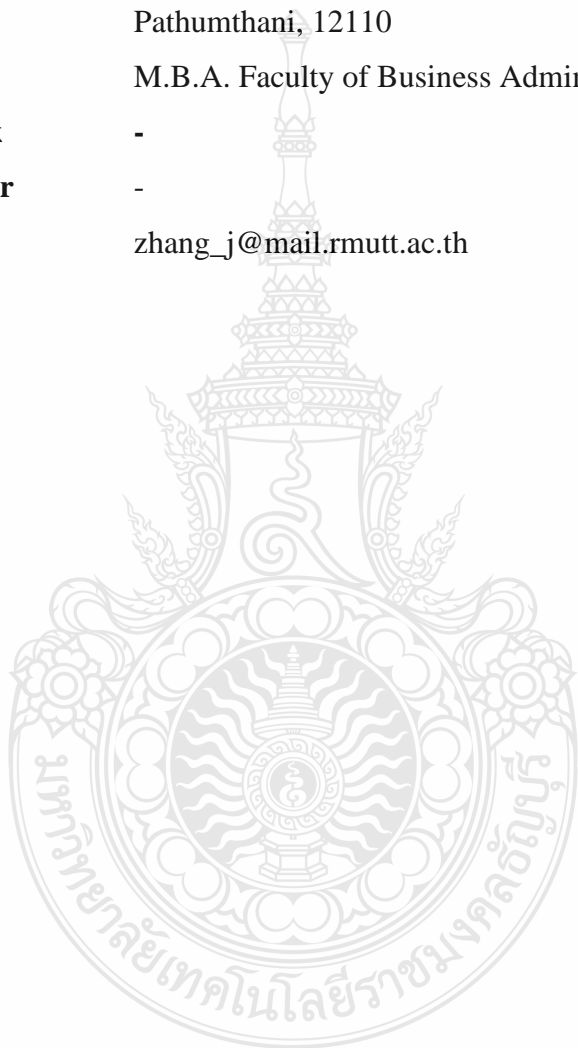 Pathumthani, 12110
M.B.A. Faculty of Business Admin
-
r -
zhang_j@mail.rmutt.ac.th
มหาวิทยาลัยเทคโนโลยีราชมงคลธัญบุรี